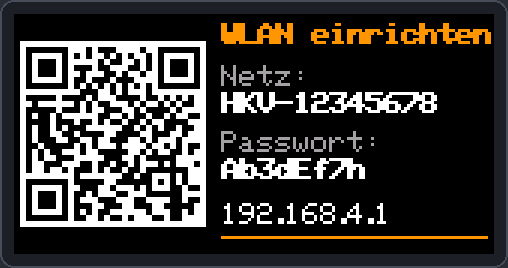 WLAN einrichten
Netz:
HKV-12345678
Passwort:
Ab3dEf7h
192.168.4.1